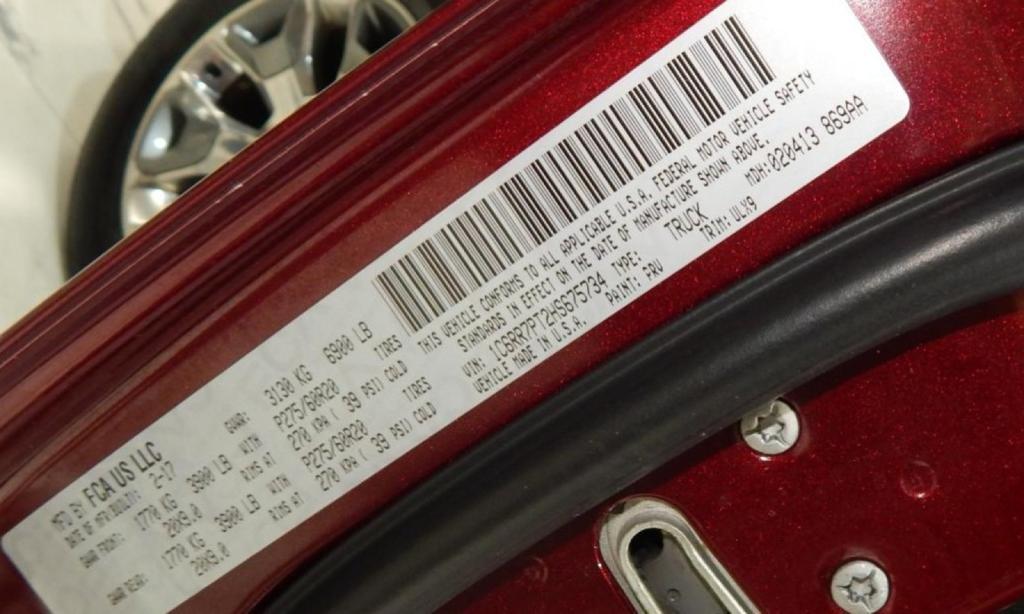 MFD BY FCA US LLC
DATE OF MFR(BUILT): 2-17 GVWR: 3130 KG 6900 LB
GAWR FRONT: 1770 KG 3900 LB WITH P275/60R20 TIRES
20X9.0 RIMS AT 270 KPA ( 39 PSI) COLD
GAWR REAR: 1770 KG 3900 LB WITH P275/60R20 TIRES
20X9.0 RIMS AT 270 KPA ( 39 PSI) COLD
THIS VEHICLE CONFORMS TO ALL APPLICABLE U.S.A. FEDERAL MOTOR VEHICLE SAFETY
STANDARDS IN EFFECT ON THE DATE OF MANUFACTURE SHOWN ABOVE.
VIN: 1C6RR7PT2HS675734 TYPE: TRUCK MDH:020413 869AA
VEHICLE MADE IN U.S.A. PAINT: PRV TRIM: ULX9